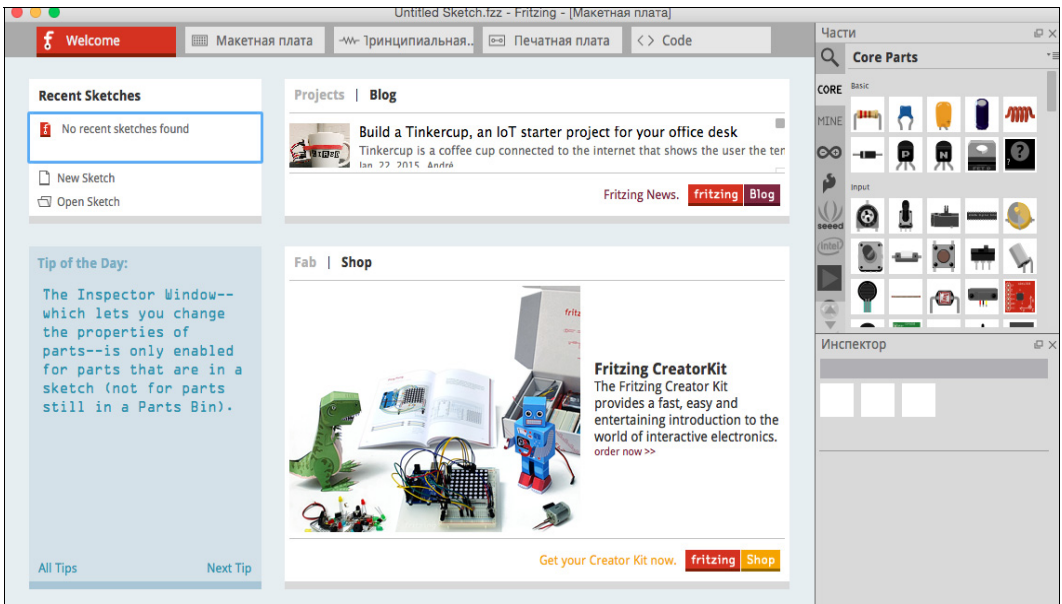 Untitled Sketch.fzz - Fritzing - [Макетная плата]
Welcome
Макетная плата
Принципиальная..
Печатная плата
<> Code
Части
Core Parts
Recent Sketches
No recent sketches found
New Sketch
Open Sketch
Projects | Blog
Build a Tinkercup, an IoT starter project for your office desk
Tinkercup is a coffee cup connected to the internet that shows the user the ten
Jan. 22, 2015, André
Fritzing News. fritzing Blog
Tip of the Day:
The Inspector Window--
which lets you change
the properties of
parts--is only enabled
for parts that are in a
sketch (not for parts
still in a Parts Bin).
All Tips
Next Tip
Fab | Shop
Fritzing CreatorKit
The Fritzing Creator Kit
provides a fast, easy and
entertaining introduction to the
world of interactive electronics.
order now >>
Get your Creator Kit now. fritzing Shop
CORE
MINE
seeed
intel
Basic
P
N
?
Input
Инспектор